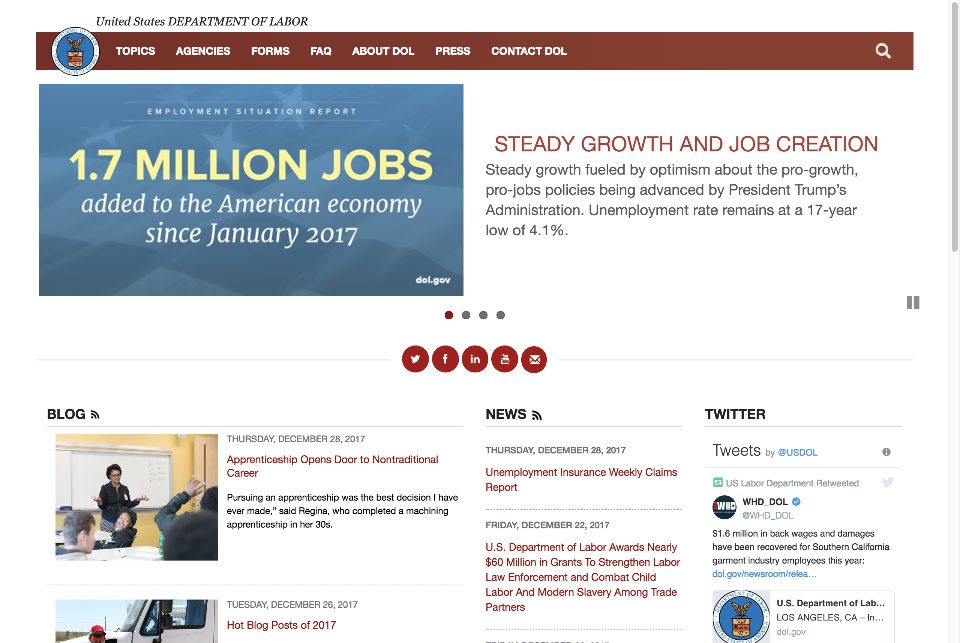 United States DEPARTMENT OF LABOR
TOPICS AGENCIES FORMS FAQ ABOUT DOL PRESS CONTACT DOL
EMPLOYMENT SITUATION REPORT
1.7 MILLION JOBS
added to the American economy
since January 2017
dol.gov
STEADY GROWTH AND JOB CREATION
Steady growth fueled by optimism about the pro-growth,
pro-jobs policies being advanced by President Trump's
Administration. Unemployment rate remains at a 17-year
low of 4.1%.
BLOG
THURSDAY, DECEMBER 28, 2017
Apprenticeship Opens Door to Nontraditional
Career
Pursuing an apprenticeship was the best decision I have
ever made," said Regina, who completed a machining
apprenticeship in her 30s.
TUESDAY, DECEMBER 26, 2017
Hot Blog Posts of 2017
NEWS
THURSDAY, DECEMBER 28, 2017
Unemployment Insurance Weekly Claims
Report
FRIDAY, DECEMBER 22, 2017
U.S. Department of Labor Awards Nearly
$60 Million in Grants To Strengthen Labor
Law Enforcement and Combat Child
Labor And Modern Slavery Among Trade
Partners
TWITTER
Tweets by @USDOL
US Labor Department Retweeted
WHD
WHD_DOL
@WHD_DOL
$1.6 million in back wages and damages
have been recovered for Southern California
garment industry employees this year:
dol.gov/newsroom/relea…
U.S. Department of Lab...
LOS ANGELES, CA – In...
dol.gov